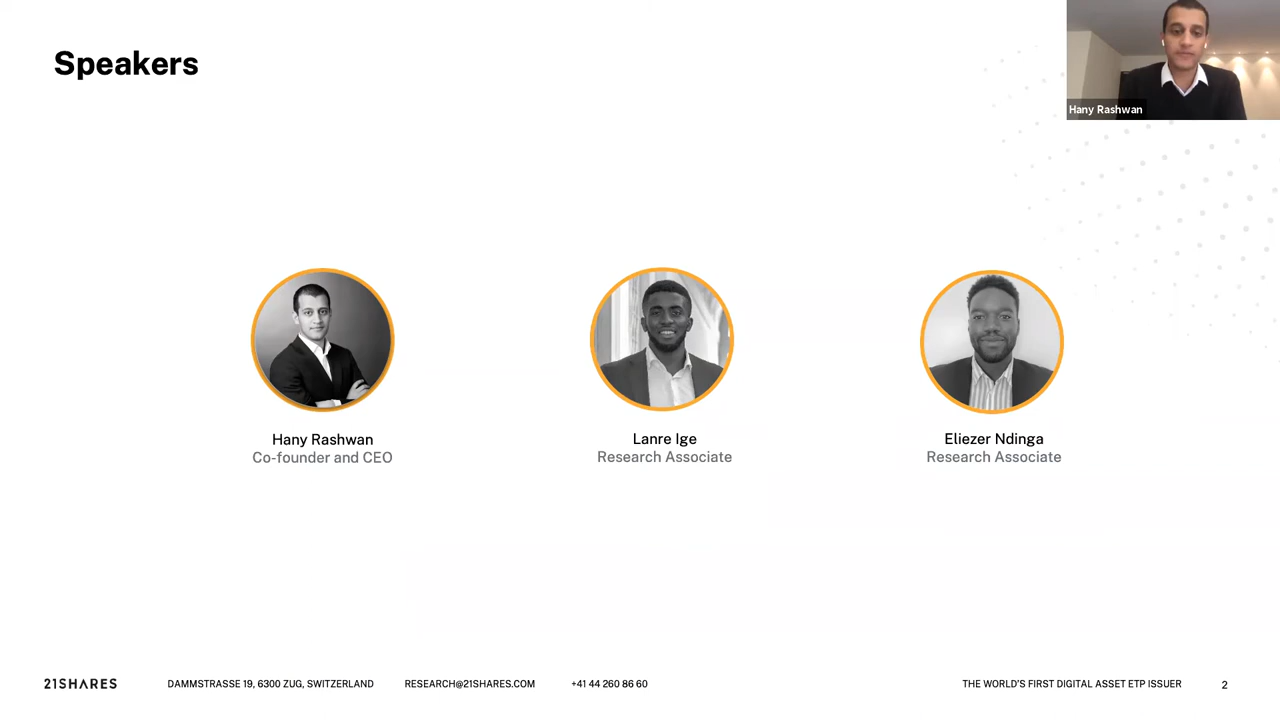 Speakers
Hany Rashwan
Hany Rashwan
Co-founder and CEO
Lanre Ige
Research Associate
Eliezer Ndinga
Research Associate
21SHARES DAMMSTRASSE 19, 6300 ZUG, SWITZERLAND RESEARCH@21SHARES.COM +41 44 260 86 60 THE WORLD'S FIRST DIGITAL ASSET ETP ISSUER 2